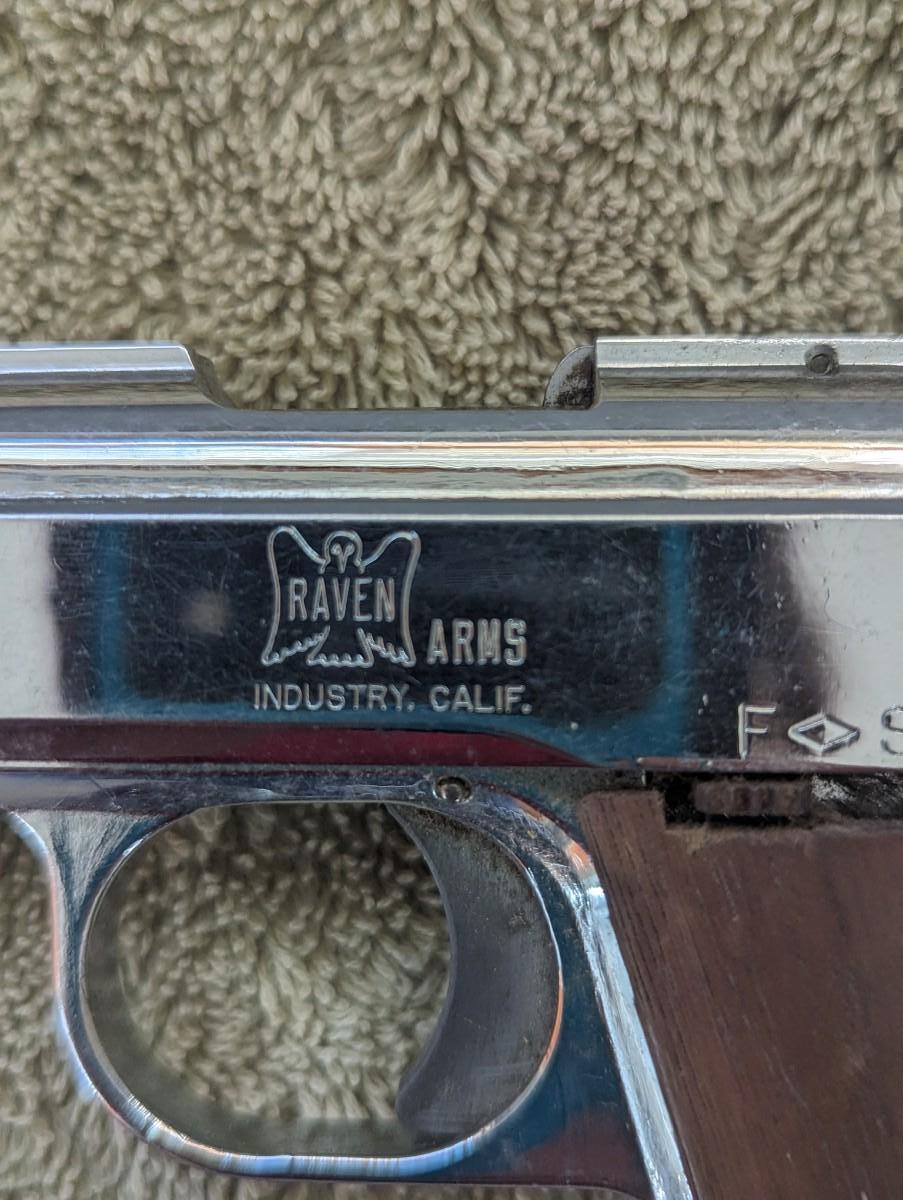 RAVEN
ARMS
INDUSTRY, CALIF.
F S